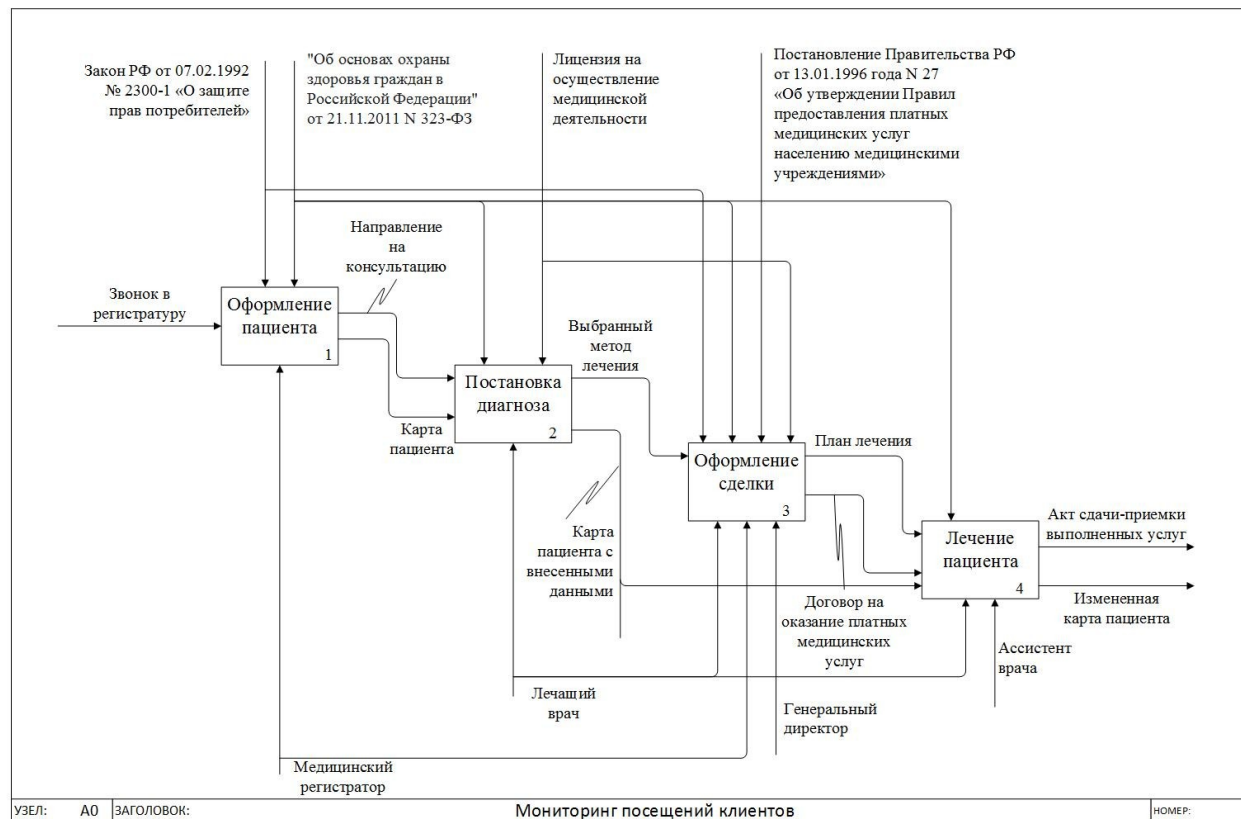 Закон РФ от 07.02.1992
№ 2300-1 «О защите
прав потребителей»
"Об основах охраны
здоровья граждан в
Российской Федерации"
от 21.11.2011 N 323-ФЗ
Лицензия на
осуществление
медицинской
деятельности
Постановление Правительства РФ
от 13.01.1996 года N 27
«Об утверждении Правил
предоставления платных
медицинских услуг
населению медицинскими
учреждениями»
Направление
на
консультацию
Звонок в
регистратуру
Оформление
пациента
1
Карта
пациента
Выбранный
метод
лечения
Постановка
диагноза
2
Карта
пациента с
внесенными
данными
План лечения
Оформление
сделки
3
Договор на
оказание платных
медицинских
услуг
Лечение
пациента
4
Акт сдачи-приемки
выполненных услуг
Измененная
карта пациента
Ассистент
врача
Лечащий
врач
Генеральный
директор
Медицинский
регистратор
УЗЕЛ: A0 ЗАГОЛОВОК: Мониторинг посещений клиентов НОМЕР: